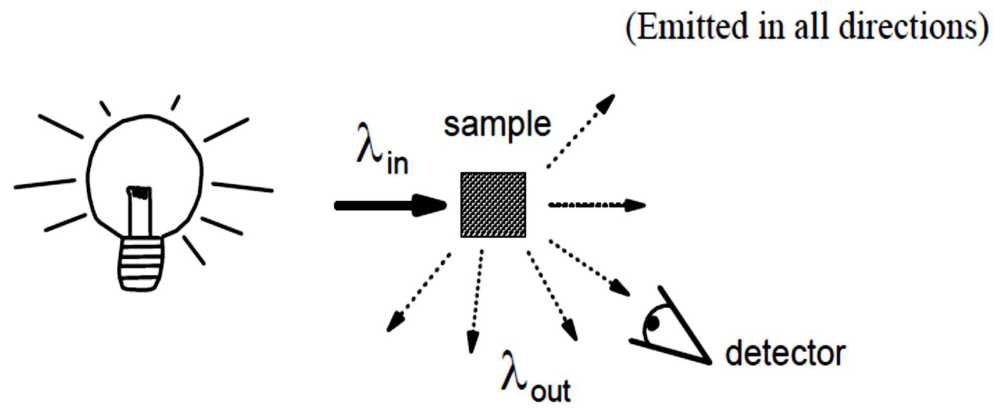 (Emitted in all directions)
sample
λin
λout
detector